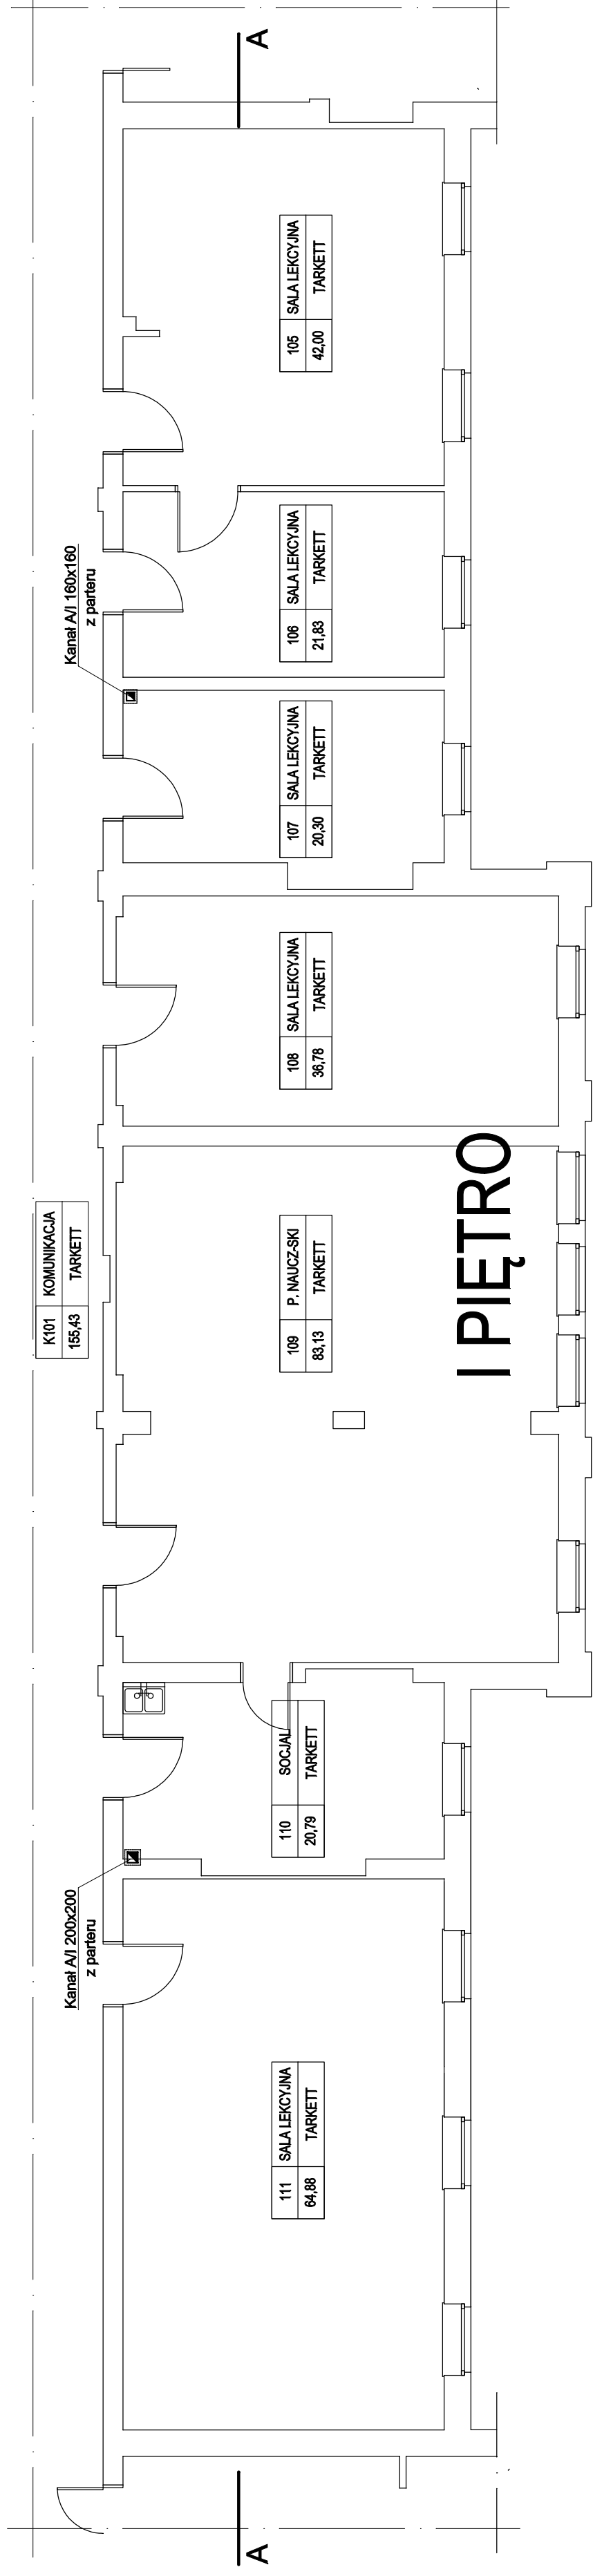 A
Kanał A/I 200x200
z parteru
Kanał A/I 160x160
z parteru
A
K101 KOMUNIKACJA
155,43 TARKETT
111 SALA LEKCYJNA
64,88 TARKETT
110 SOCJAL
20,79 TARKETT
109 P. NAUCZ-SKI
83,13 TARKETT
108 SALA LEKCYJNA
36,78 TARKETT
107 SALA LEKCYJNA
20,30 TARKETT
106 SALA LEKCYJNA
21,83 TARKETT
105 SALA LEKCYJNA
42,00 TARKETT
I PIĘTRO